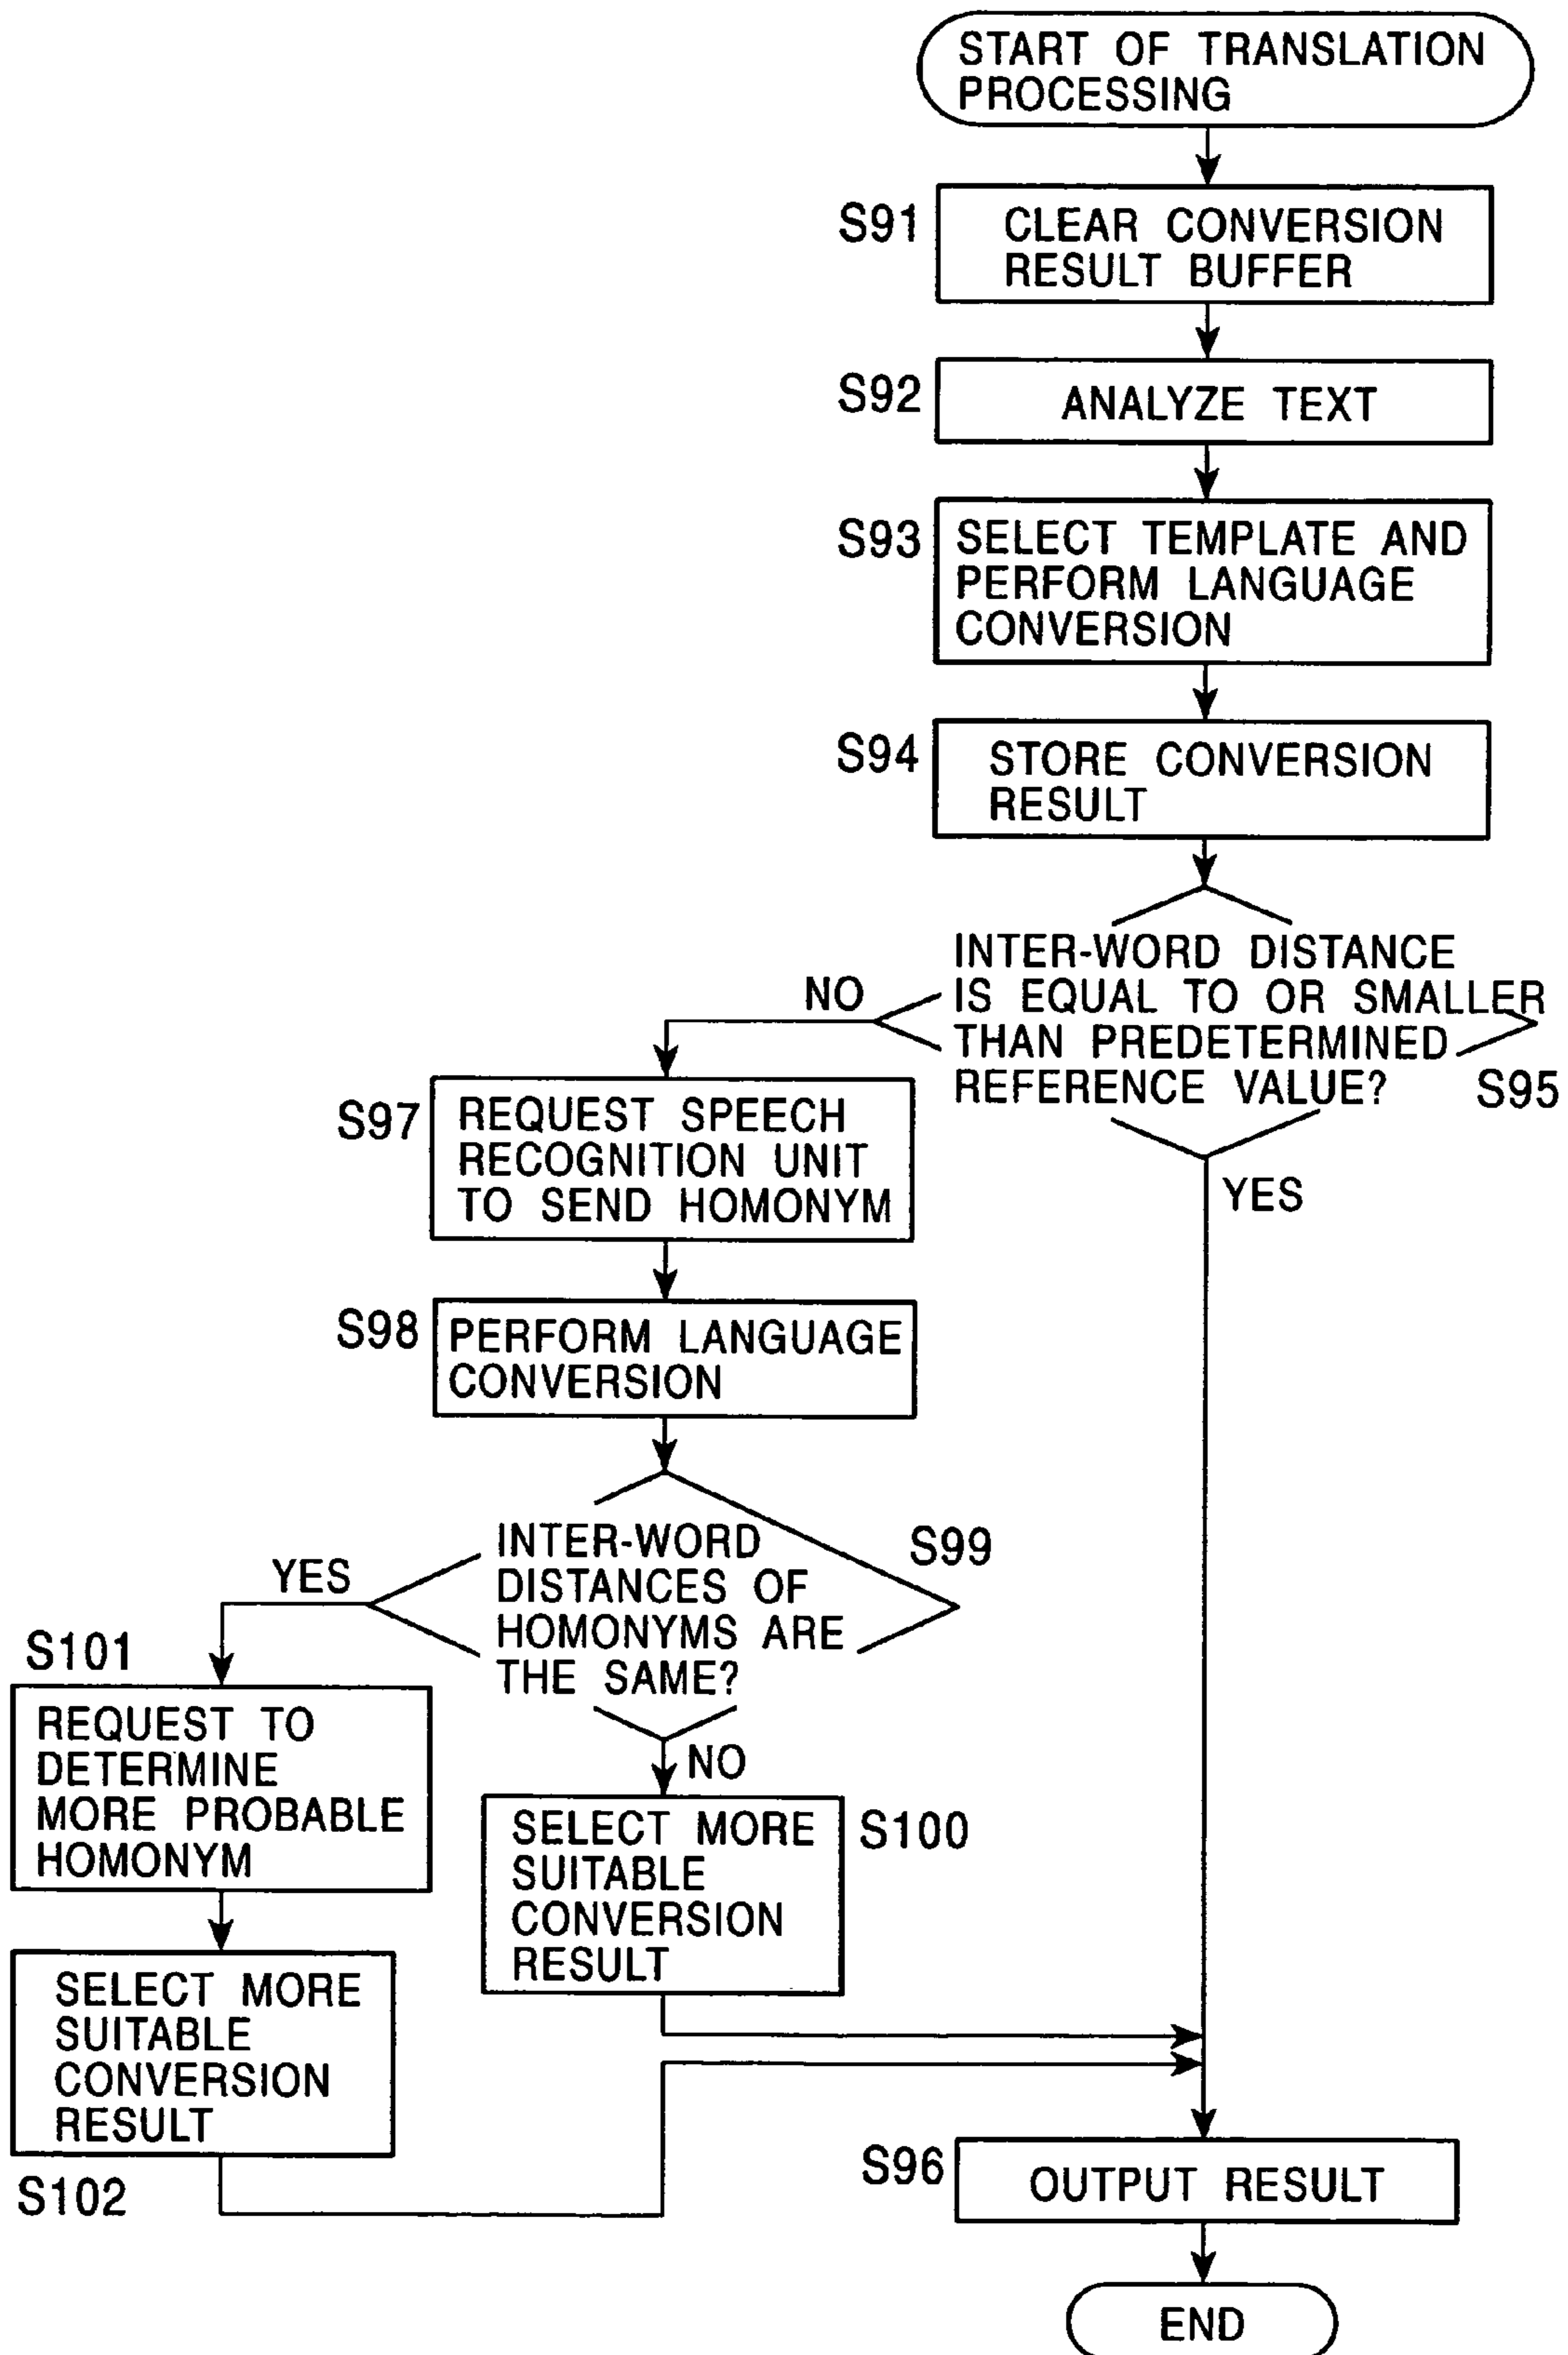 START OF TRANSLATION
PROCESSING
S91
CLEAR CONVERSION
RESULT BUFFER
S92
ANALYZE TEXT
S93
SELECT TEMPLATE AND
PERFORM LANGUAGE
CONVERSION
S94
STORE CONVERSION
RESULT
INTER-WORD DISTANCE
IS EQUAL TO OR SMALLER
THAN PREDETERMINED
REFERENCE VALUE?
S95
NO
YES
S97
REQUEST SPEECH
RECOGNITION UNIT
TO SEND HOMONYM
S98
PERFORM LANGUAGE
CONVERSION
INTER-WORD
DISTANCES OF
HOMONYMS ARE
THE SAME?
S99
YES
NO
S101
REQUEST TO
DETERMINE
MORE PROBABLE
HOMONYM
SELECT MORE
SUITABLE
CONVERSION
RESULT
S100
SELECT MORE
SUITABLE
CONVERSION
RESULT
S102
S96
OUTPUT RESULT
END